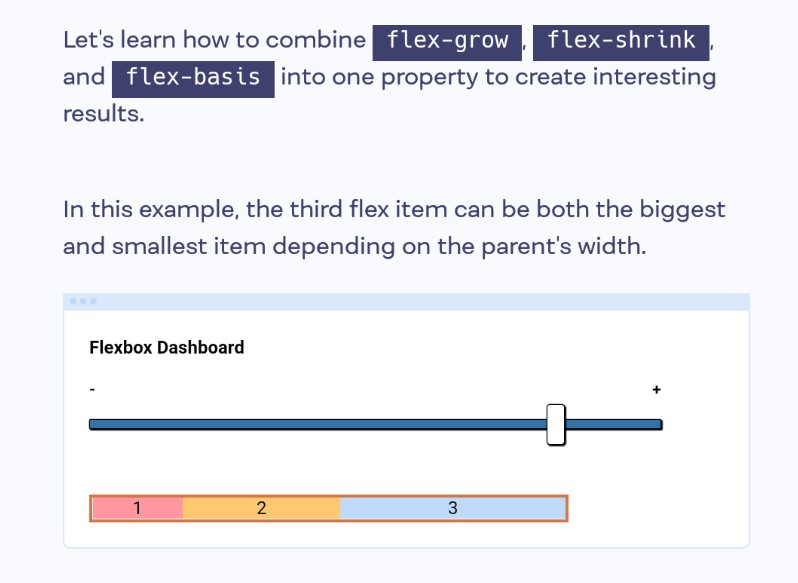 Let's learn how to combine flex-grow, flex-shrink,
and flex-basis into one property to create interesting
results.
In this example, the third flex item can be both the biggest
and smallest item depending on the parent's width.
Flexbox Dashboard
- +
1 2 3